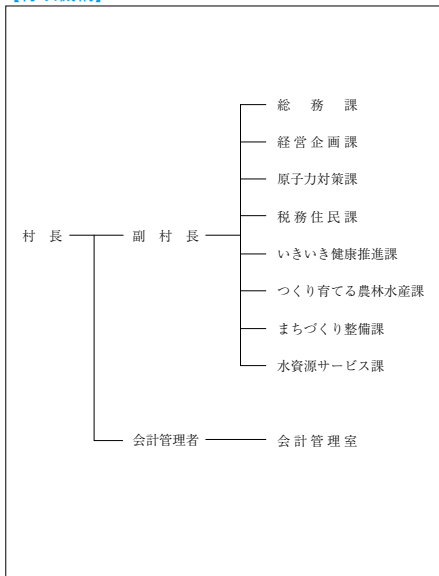 総務課
経営企画課
原子力対策課
税務住民課
村長 副村長 いきいき健康推進課
つくり育てる農林水産課
まちづくり整備課
水資源サービス課
会計管理者 会計管理室